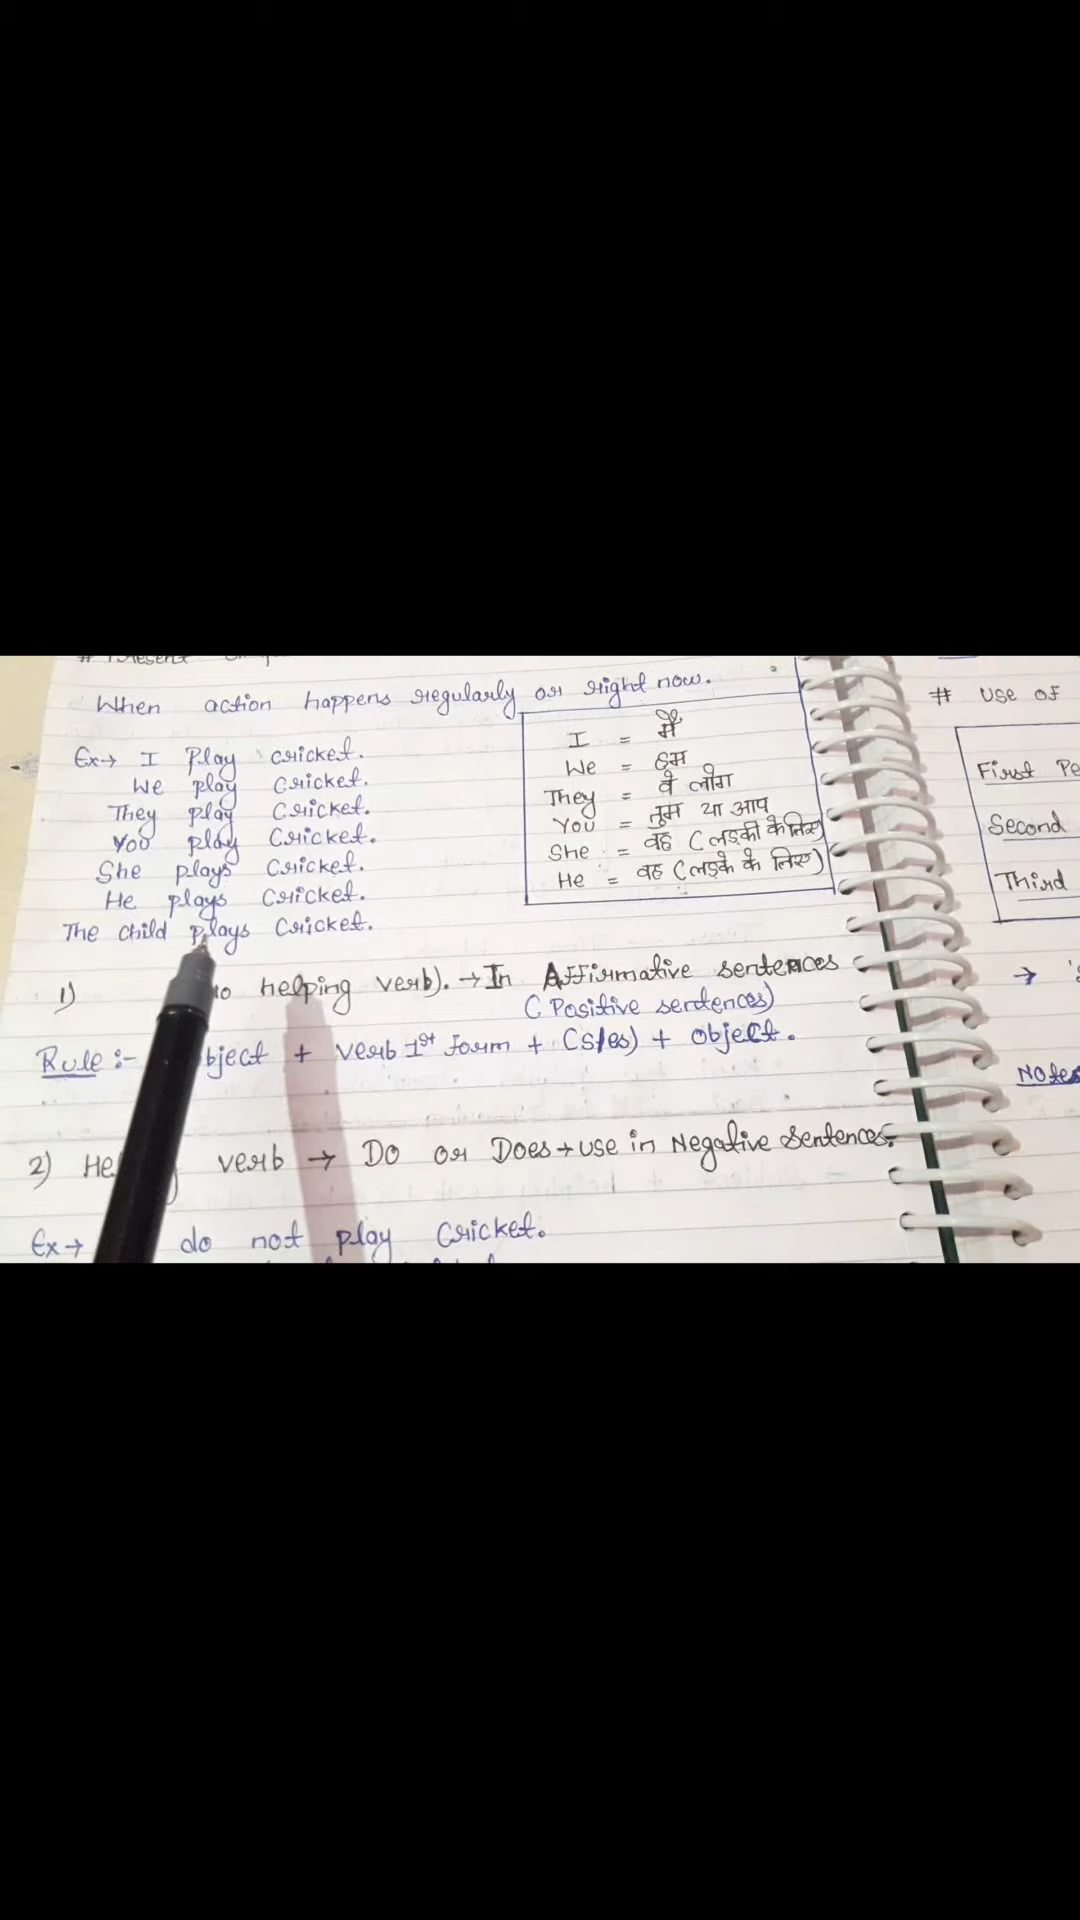 # Present
When action happens regularly or right now.
Ex→ I Play cricket.
We play cricket.
They play cricket.
You play cricket.
She plays cricket.
He plays cricket.
The child plays cricket.
I = मैं
We = हम
They = वे लोग
You = तुम या आप
She = वह (लड़की के लिए)
He = वह (लड़के के लिए)
1) helping verb). → In Affirmative sentences
(Positive sentences)
Rule :- bject + verb 1st form + (s/es) + object.
2) verb → Do or Does → use in Negative sentences.
Ex→ do not play cricket.
# Use of
First Pe
Second
Third
→
Notes